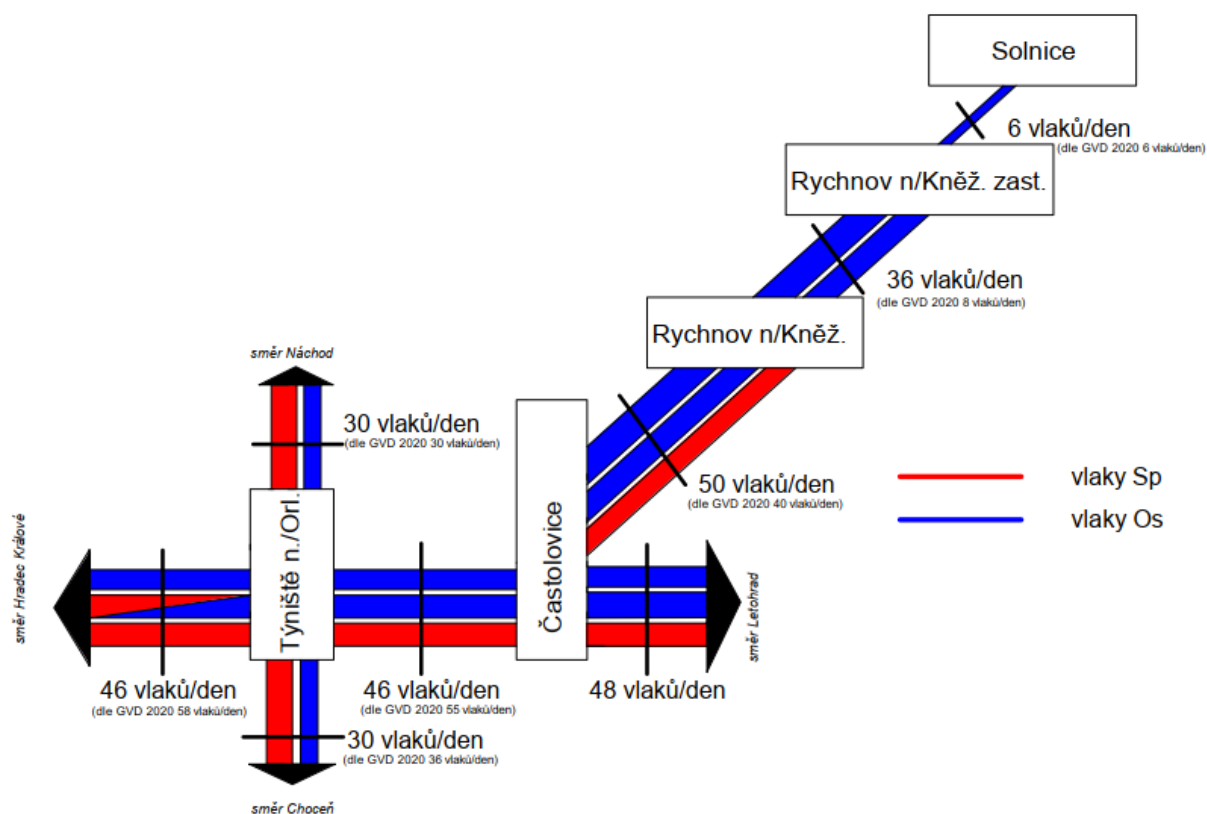 Solnice
6 vlaků/den
(dle GVD 2020 6 vlaků/den)
Rychnov n/Kněž. zast.
36 vlaků/den
(dle GVD 2020 8 vlaků/den)
Rychnov n/Kněž.
směr Náchod
30 vlaků/den
(dle GVD 2020 30 vlaků/den)
50 vlaků/den
(dle GVD 2020 40 vlaků/den)
vlaky Sp
vlaky Os
směr Hradec Králové
Týniště n./Orl.
Častolovice
směr Letohrad
46 vlaků/den
(dle GVD 2020 58 vlaků/den)
46 vlaků/den
(dle GVD 2020 55 vlaků/den)
48 vlaků/den
30 vlaků/den
(dle GVD 2020 36 vlaků/den)
směr Choceň